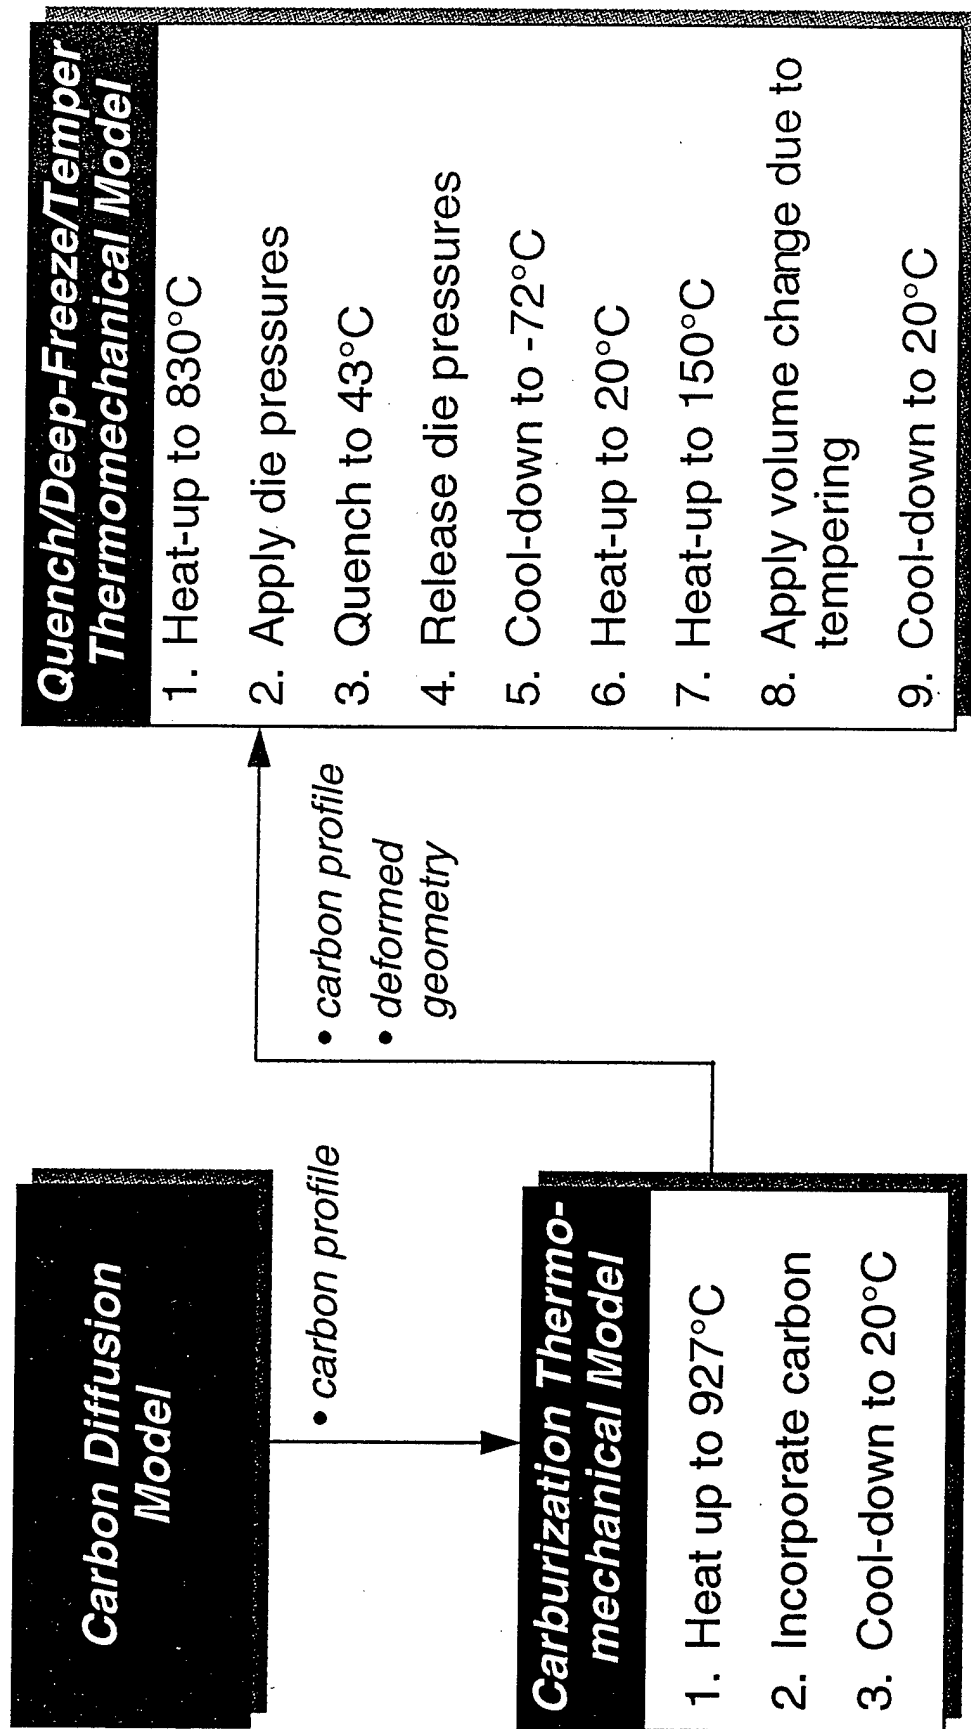 Carbon Diffusion
Model
• carbon profile
Carburization Thermo-
mechanical Model
1. Heat up to 927°C
2. Incorporate carbon
3. Cool-down to 20°C
• carbon profile
• deformed
geometry
Quench/Deep-Freeze/Temper
Thermomechanical Model
1. Heat-up to 830°C
2. Apply die pressures
3. Quench to 43°C
4. Release die pressures
5. Cool-down to -72°C
6. Heat-up to 20°C
7. Heat-up to 150°C
8. Apply volume change due to
tempering
9. Cool-down to 20°C